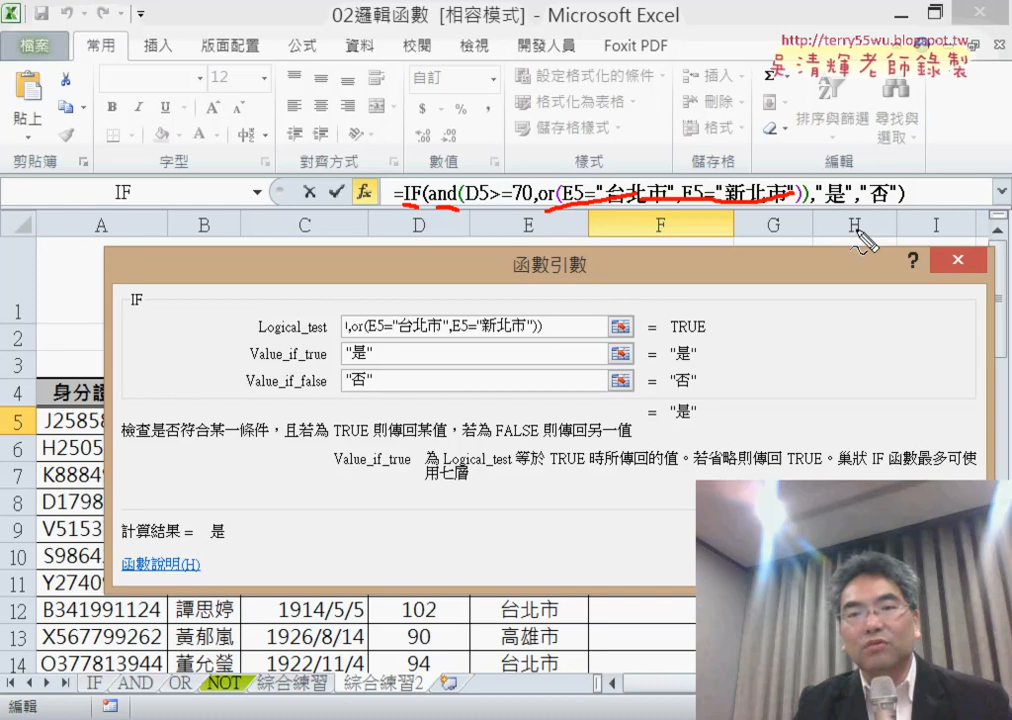 02邏輯函數 [相容模式] - Microsoft Excel
http://terry55wu.blogspot.tw
吳清輝老師錄製
檔案 常用 插入 版面配置 公式 資料 校閱 檢視 開發人員 Foxit PDF
12 自訂 設定格式化的條件 插入 Σ
B I U A A 格式化為表格 刪除
貼上 A 中 $ % , 儲存格樣式 格式 排序與篩選 尋找與選取
剪貼簿 字型 對齊方式 數值 樣式 儲存格 編輯
IF fx =IF(and(D5>=70,or(E5="台北市",E5="新北市")),"是","否")
A B C D E F G H I
函數引數 ?
1 IF
Logical_test ,or(E5="台北市",E5="新北市")) = TRUE
2 Value_if_true "是" = "是"
3 Value_if_false "否" = "否"
4 身分證
= "是"
5 J25858
檢查是否符合某一條件，且若為 TRUE 則傳回某值，若為 FALSE 則傳回另一值
6 H2505
Value_if_true 為 Logical_test 等於 TRUE 時所傳回的值。若省略則傳回 TRUE。巢狀 IF 函數最多可使用七層
7 K8884
8 D1798
9 V5153 計算結果 = 是
10 S9864
函數說明(H)
11 Y2740
12 B341991124 譚思婷 1914/5/5 102 台北市
13 X567799262 黃郁嵐 1926/8/14 90 高雄市
14 O377813944 董允瑩 1922/11/4 94 台北市
IF AND OR NOT 綜合練習 綜合練習2
編輯